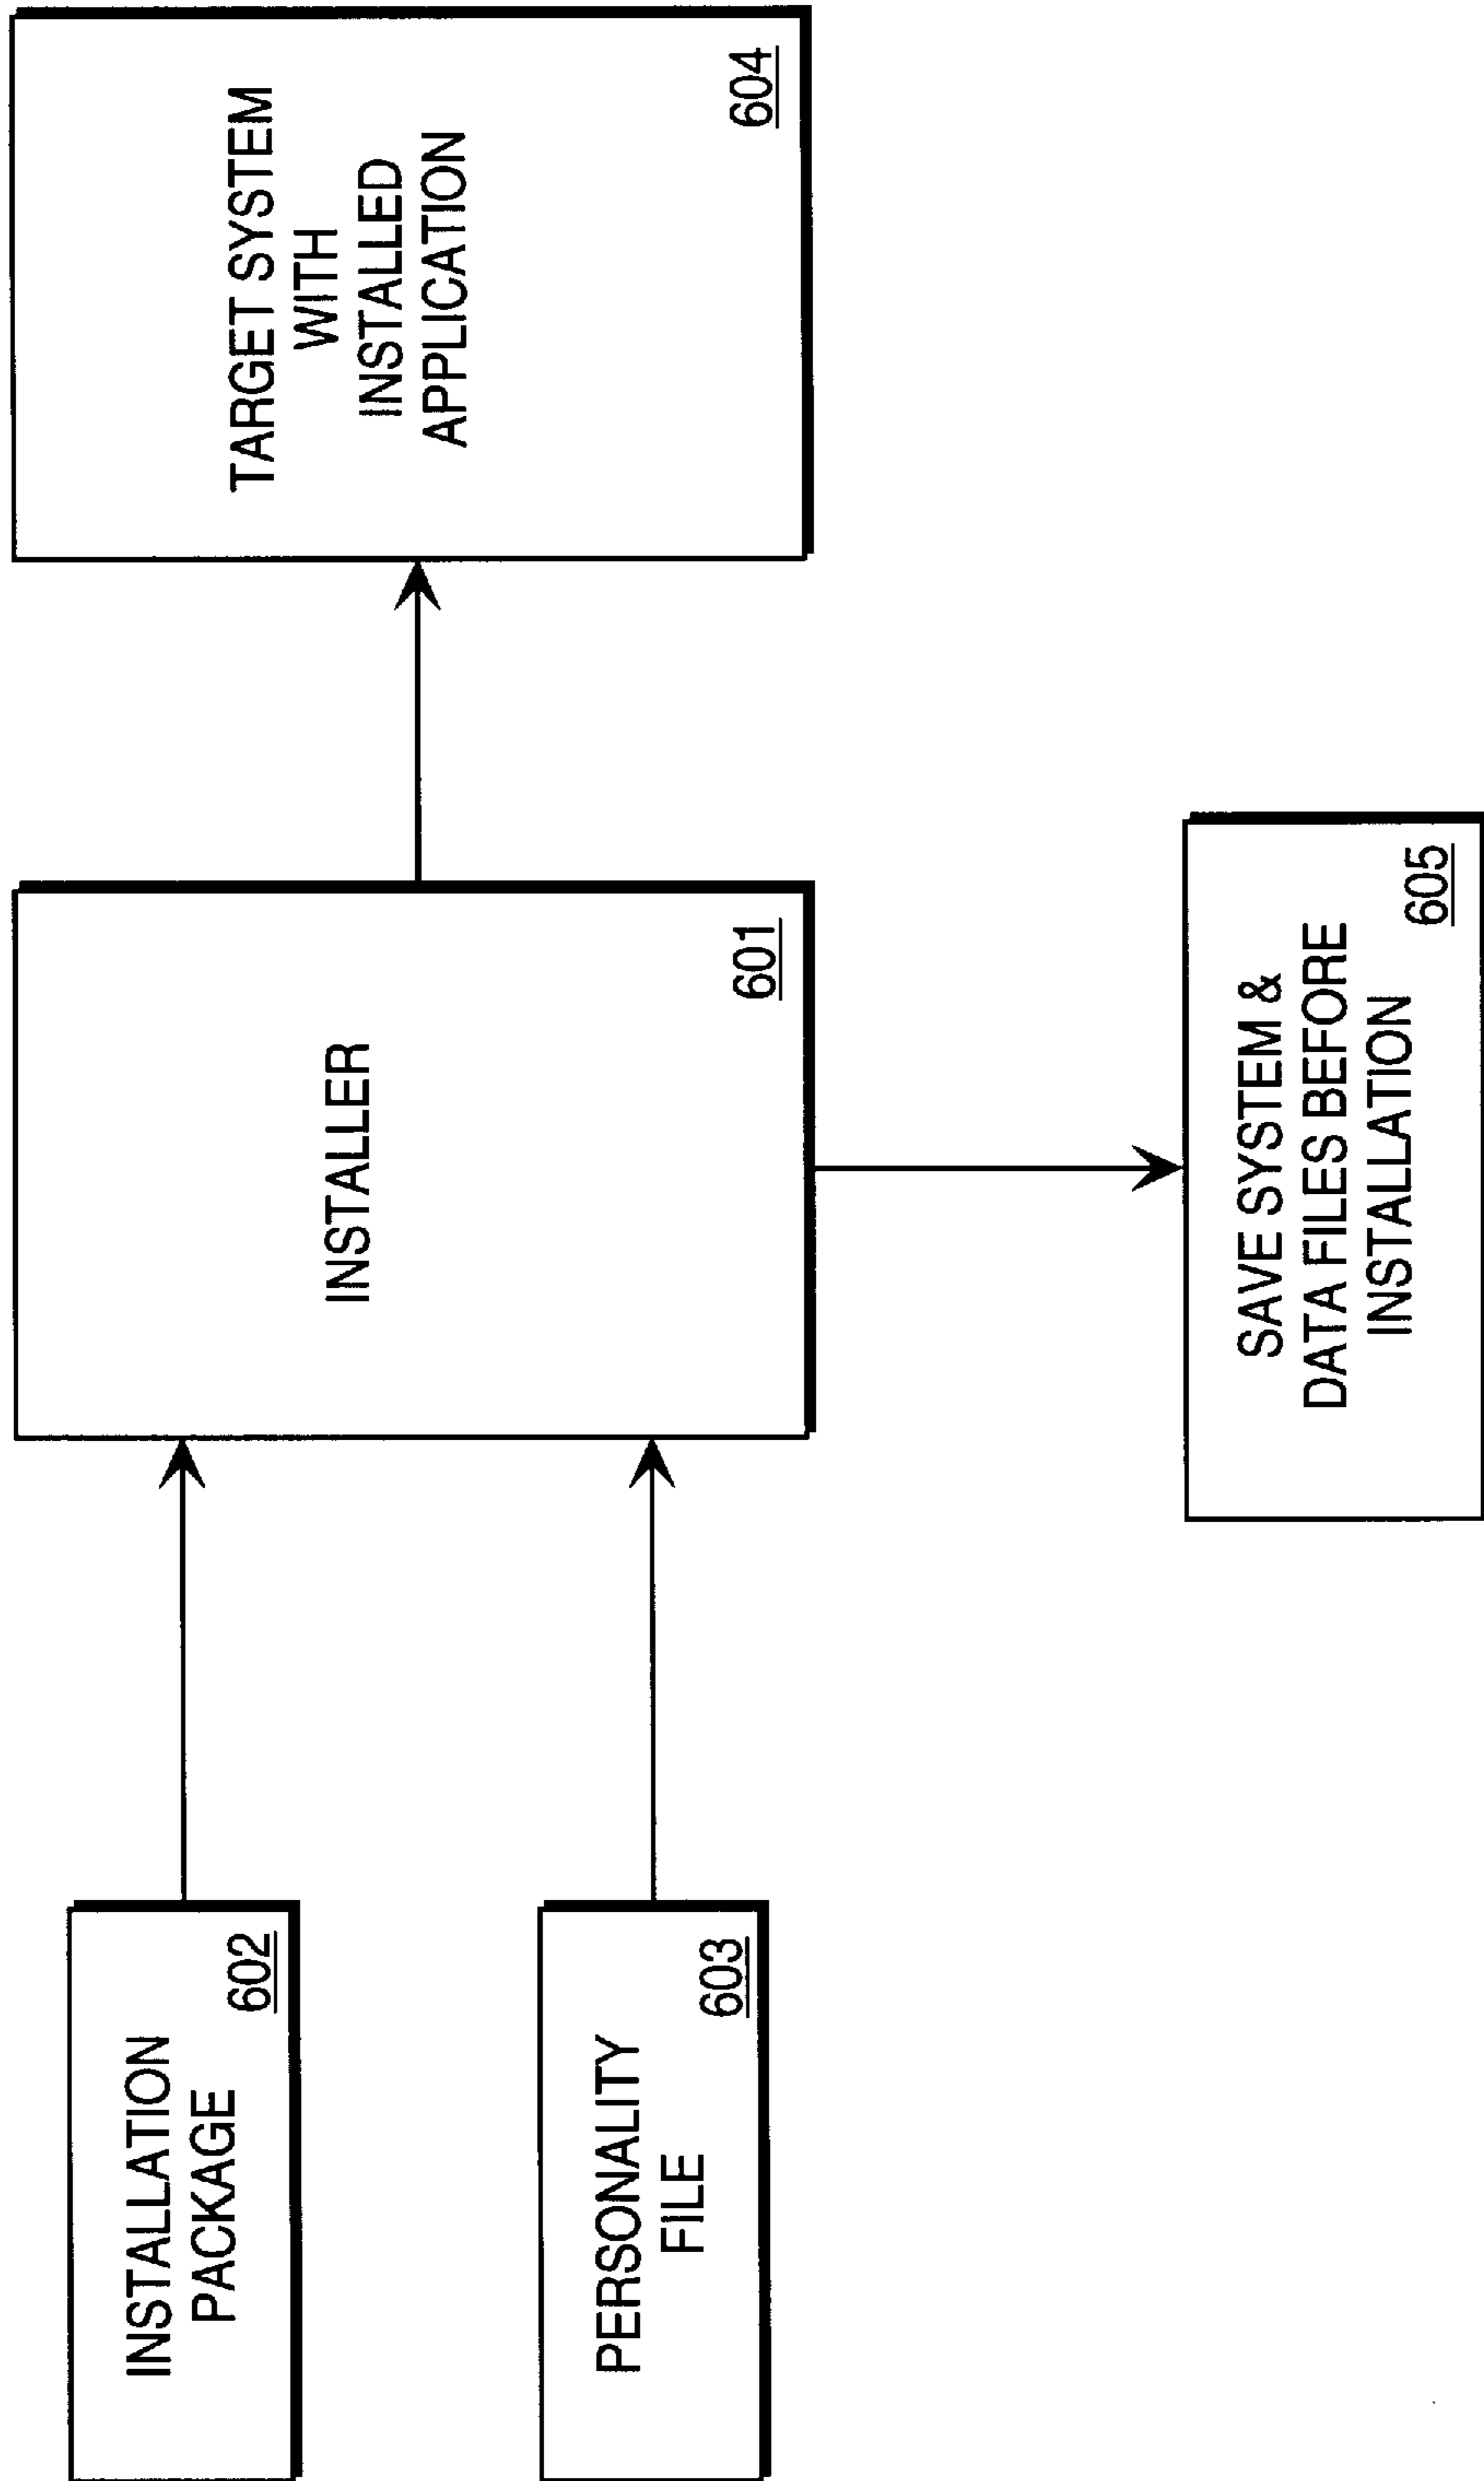 INSTALLATION
PACKAGE
602
PERSONALITY
FILE
603
INSTALLER
601
TARGET SYSTEM
WITH
INSTALLED
APPLICATION
604
SAVE SYSTEM &
DATA FILES BEFORE
INSTALLATION
605